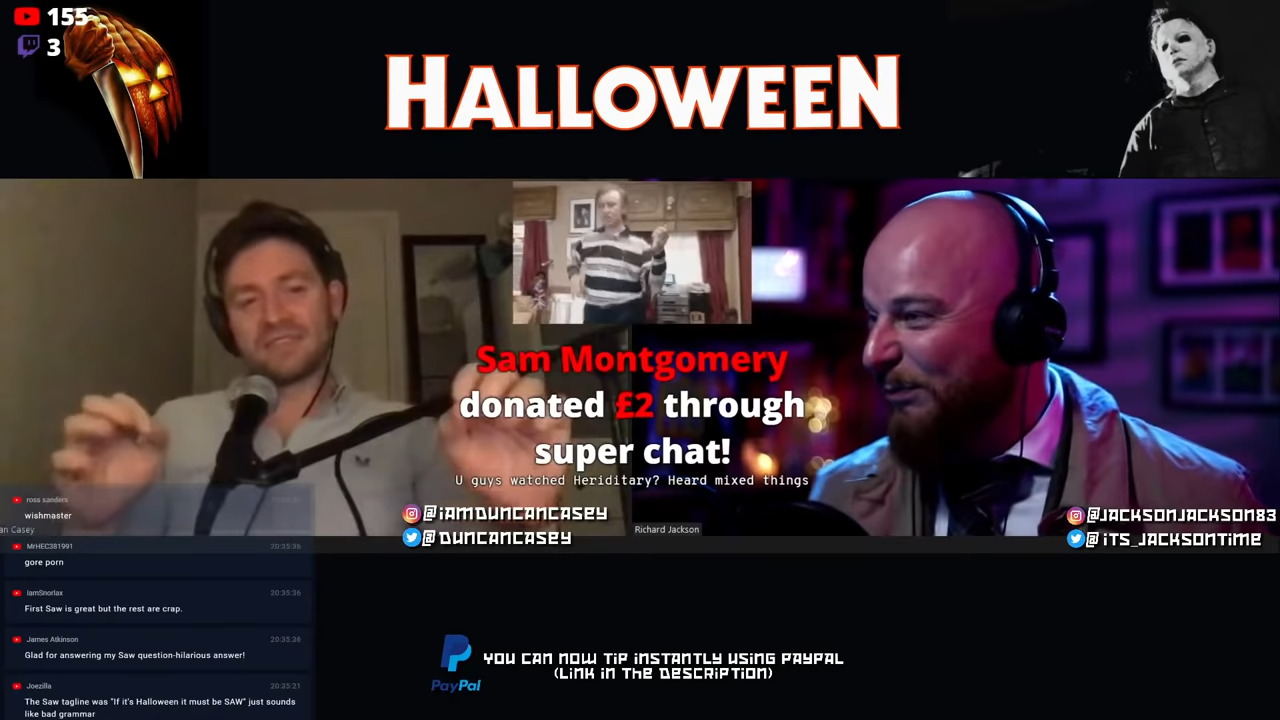 155
3
HALLOWEEN
Sam Montgomery
donated £2 through
super chat!
U guys watched Heriditary? Heard mixed things
@iAMDUNCANCASEY
@DUNCANCASEY
an Casey
Richard Jackson
@JACKSONJACKSON83
@iTS_JACKSONTiME
ross sanders
wishmaster
MrHEC381991 20:35:36
gore porn
IamSnorlax 20:35:36
First Saw is great but the rest are crap.
James Atkinson 20:35:36
Glad for answering my Saw question-hilarious answer!
Joezilla 20:35:21
The Saw tagline was "If it's Halloween it must be SAW" just sounds
like bad grammar
PayPal
YOU CAN NOW TiP iNSTANTLY USiNG PAYPAL
(LiNK iN THE DESCRiPTiON)